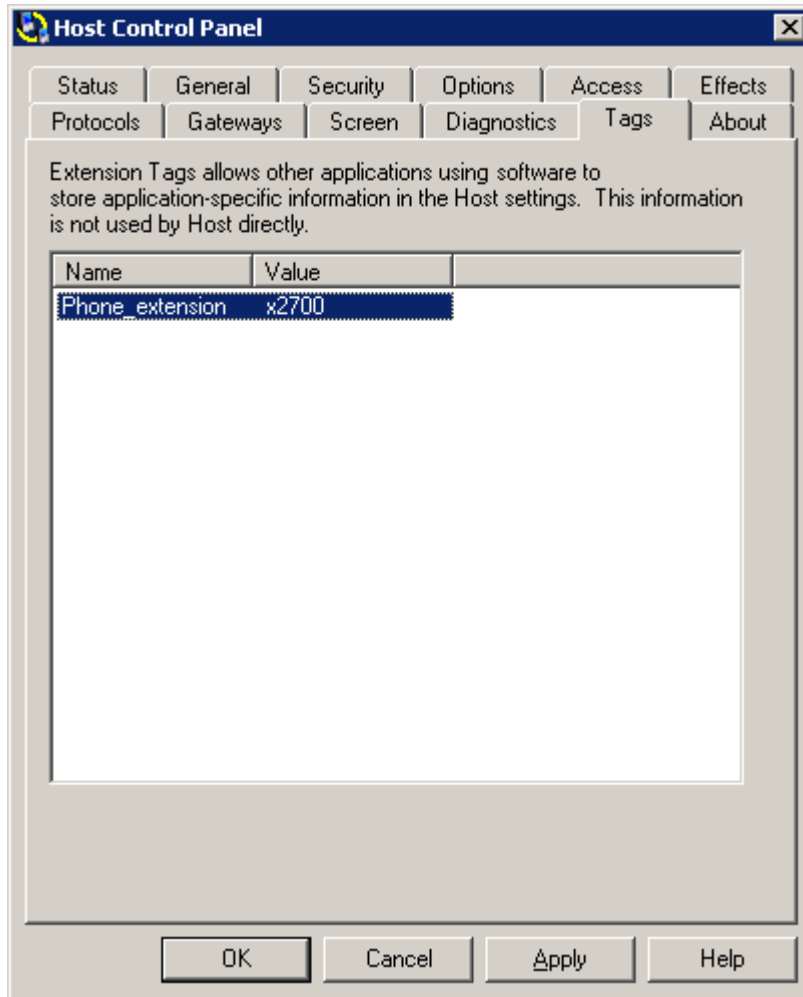 Host Control Panel
Status General Security Options Access Effects
Protocols Gateways Screen Diagnostics Tags About
Extension Tags allows other applications using software to
store application-specific information in the Host settings. This information
is not used by Host directly.
Name Value
Phone_extension x2700
OK Cancel Apply Help